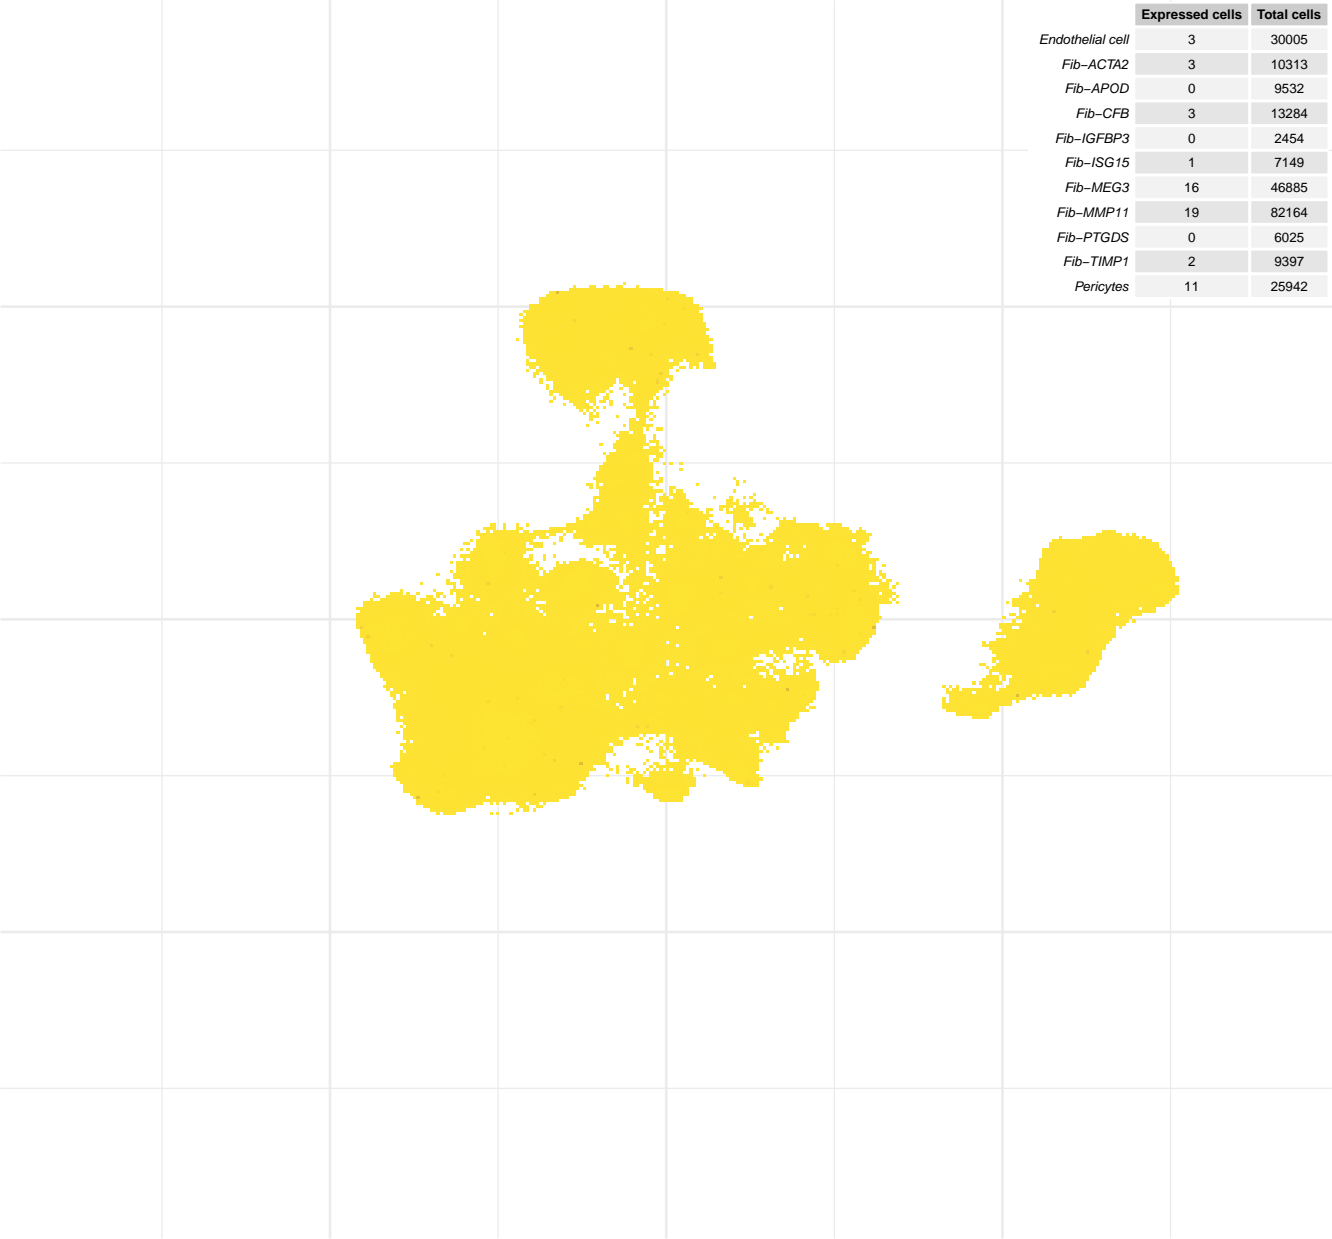 Expressed cells Total cells
Endothelial cell 3 30005
Fib−ACTA2 3 10313
Fib−APOD 0 9532
Fib−CFB 3 13284
Fib−IGFBP3 0 2454
Fib−ISG15 1 7149
Fib−MEG3 16 46885
Fib−MMP11 19 82164
Fib−PTGDS 0 6025
Fib−TIMP1 2 9397
Pericytes 11 25942